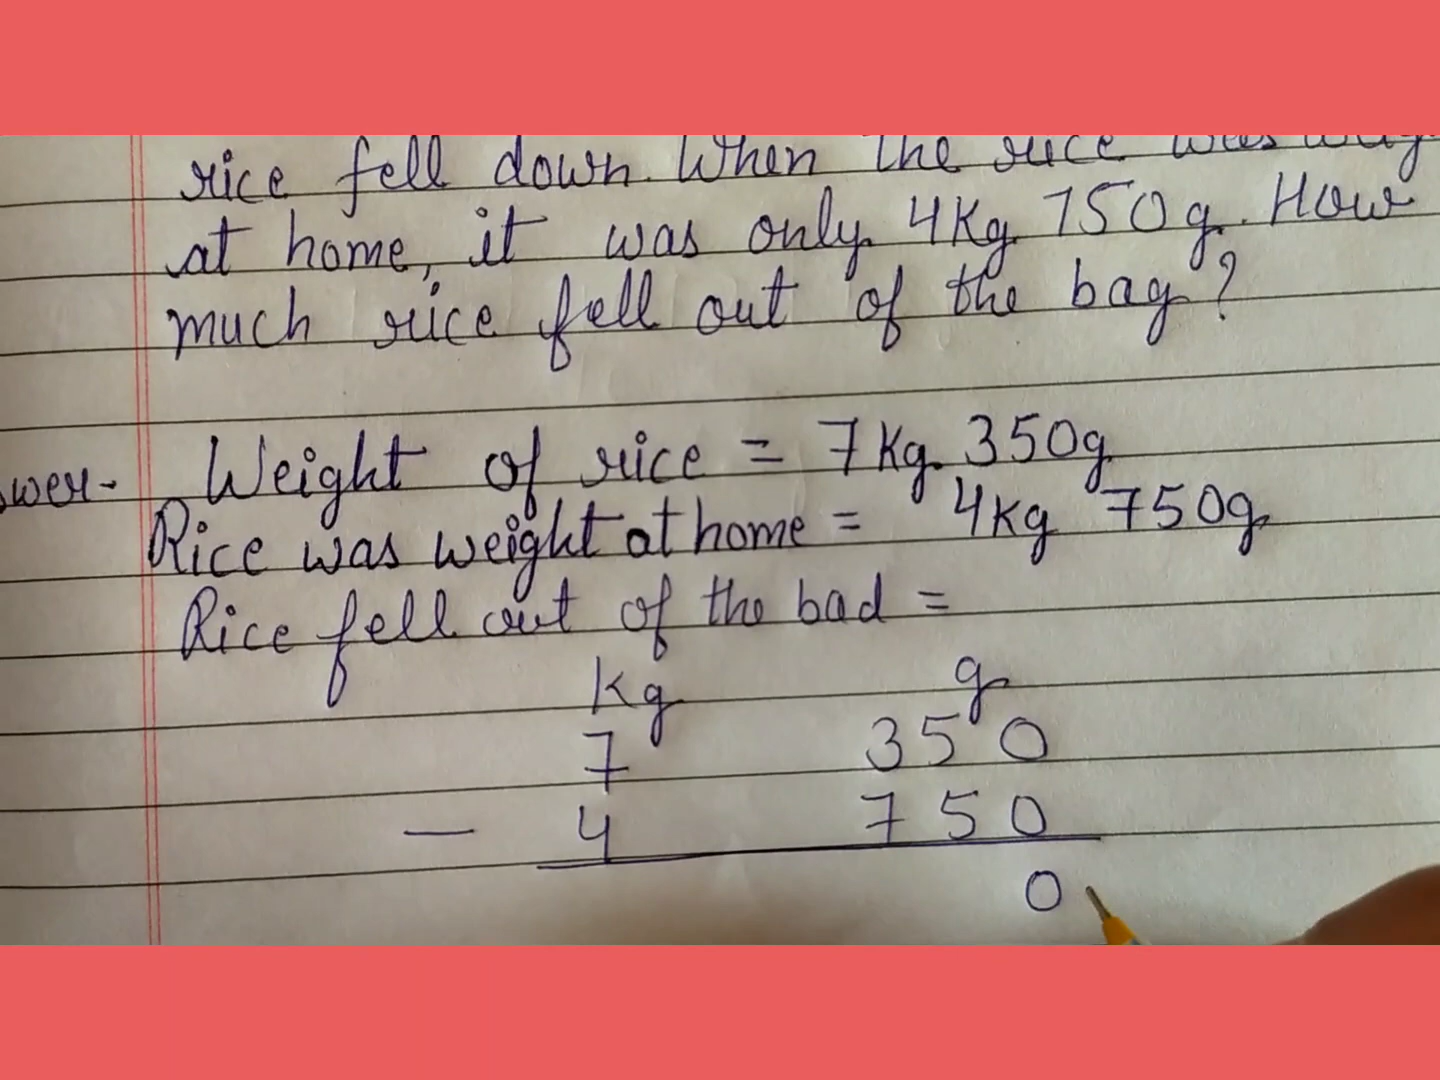 rice fell down. When the rice was
at home, it was only 4Kg 750g. How
much rice fell out of the bag?
Weight of rice = 7Kg. 350g
Rice was weight at home = 4Kg 750g
Rice fell out of the bad =
Kg g
7 350
- 4 750
0